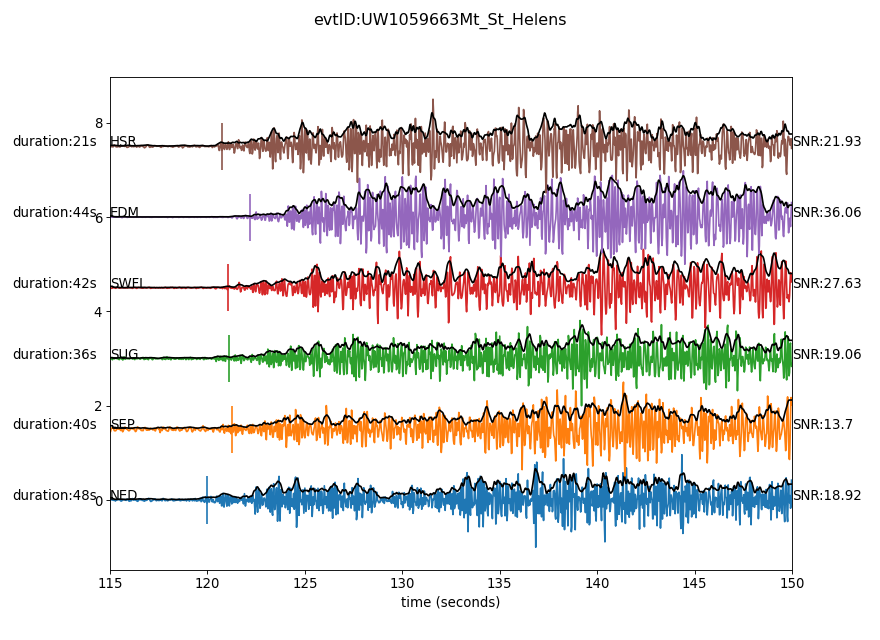 evtID:UW1059663Mt_St_Helens
8
duration:21s HSR SNR:21.93
duration:44s EDM SNR:36.06
6
duration:42s SWFL SNR:27.63
4
duration:36s SUG SNR:19.06
2
duration:40s SEP SNR:13.7
duration:48s NED SNR:18.92
0
115 120 125 130 135 140 145 150
time (seconds)